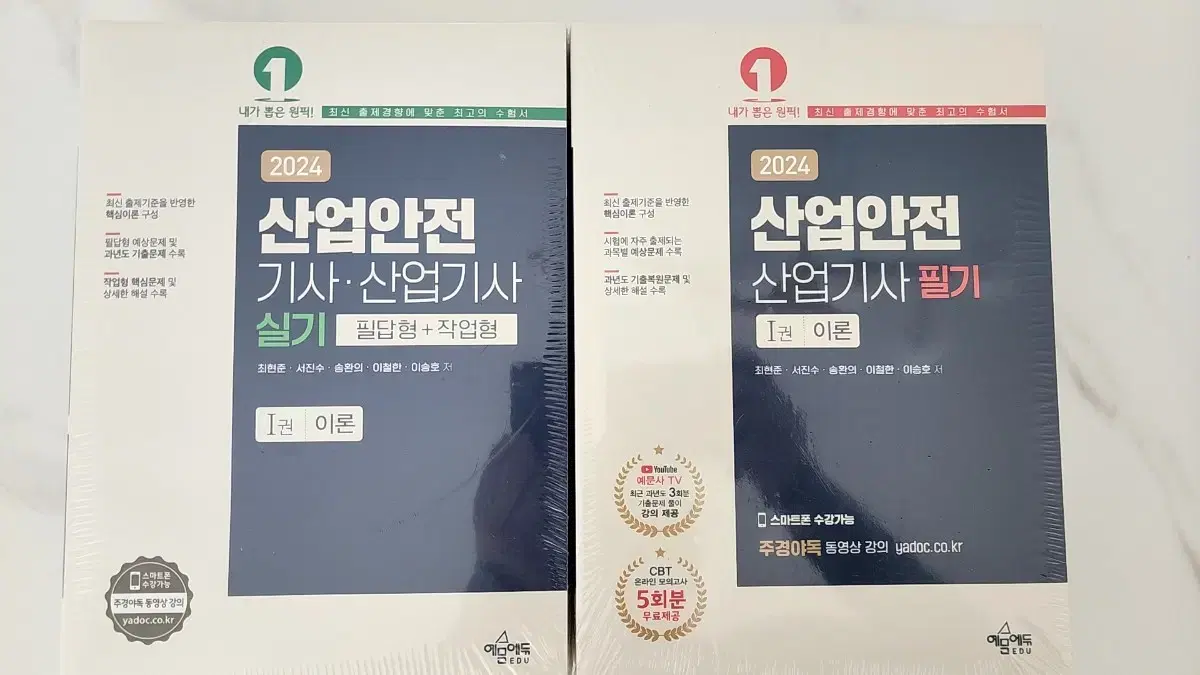 1
내가 뽑은 원픽!
최신 출제경향에 맞춘 최고의 수험서
2024
산업안전
기사·산업기사
실기 필답형+작업형
최현준·서진수·송환의·이철한·이승호 저
I권 이론
최신 출제기준을 반영한
핵심이론 구성
필답형 예상문제 및
과년도 기출문제 수록
작업형 핵심문제 및
상세한 해설 수록
스마트폰
수강가능
주경야독 동영상 강의
yadoc.co.kr
예문에듀
EDU
1
내가 뽑은 원픽!
최신 출제경향에 맞춘 최고의 수험서
2024
산업안전
산업기사 필기
I권 이론
최현준·서진수·송환의·이철한·이승호 저
최신 출제기준을 반영한
핵심이론 구성
시험에 자주 출제되는
과목별 예상문제 수록
과년도 기출복원문제 및
상세한 해설 수록
YouTube
예문사 TV
최근 과년도 3회분
기출문제 풀이
강의 제공
CBT
온라인 모의고사
5회분
무료제공
스마트폰 수강가능
주경야독 동영상 강의 yadoc.co.kr
예문에듀
EDU